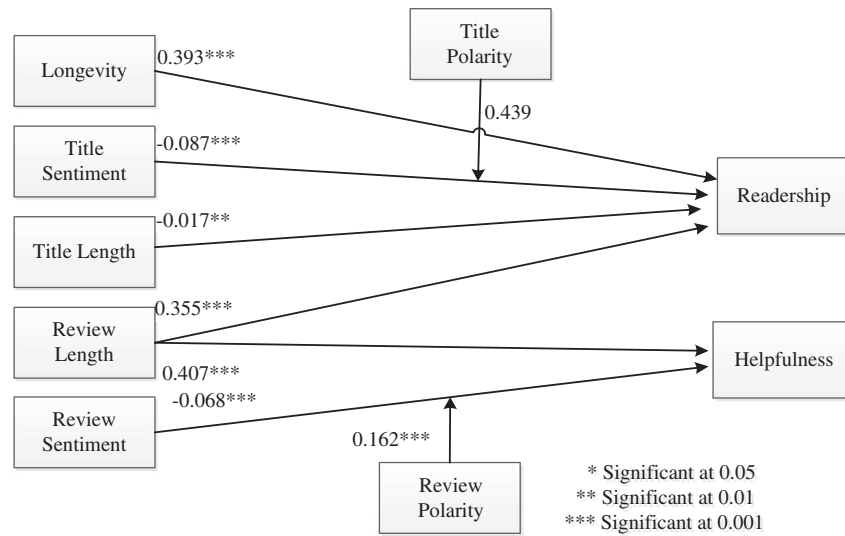 Title
Polarity
0.439
Longevity
0.393***
Title
Sentiment
-0.087***
Title Length
-0.017**
Review
Length
0.355***
0.407***
Review
Sentiment
-0.068***
0.162***
Review
Polarity
Readership
Helpfulness
* Significant at 0.05
** Significant at 0.01
*** Significant at 0.001